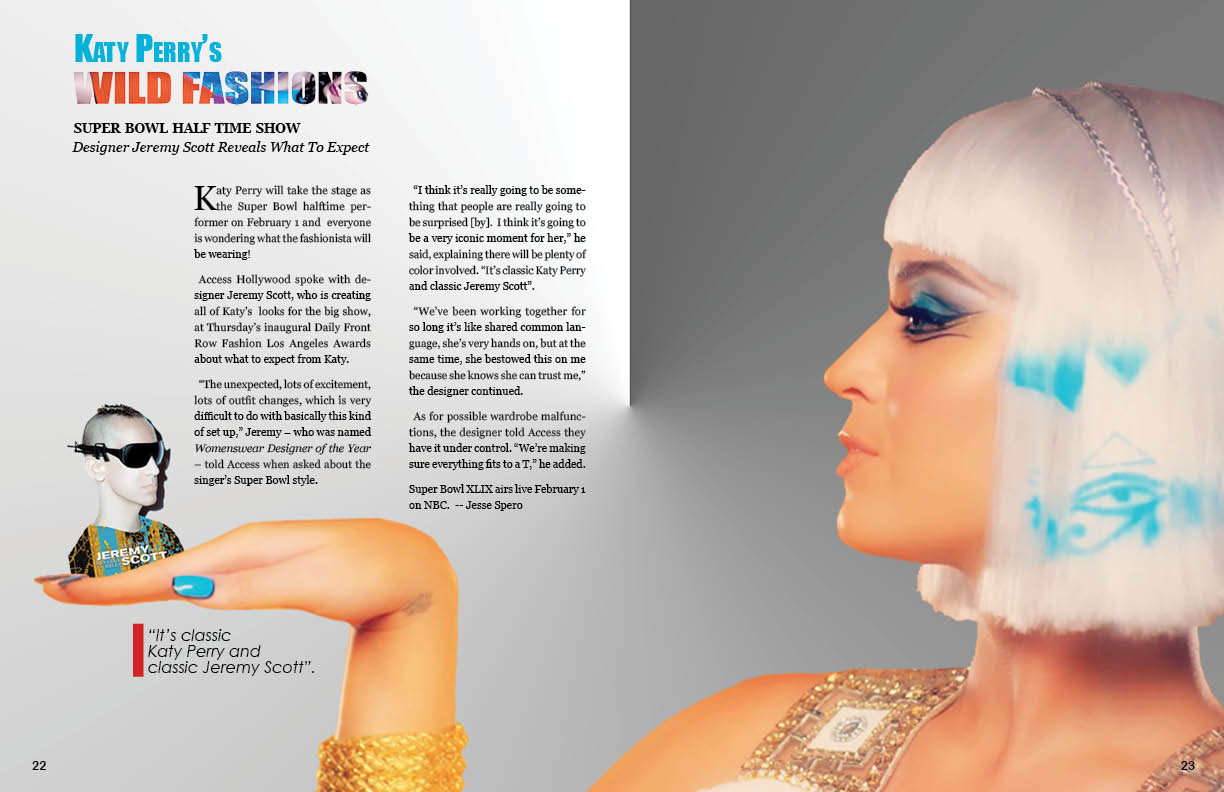 KATY PERRY'S
WILD FASHIONS
SUPER BOWL HALF TIME SHOW
Designer Jeremy Scott Reveals What To Expect
Katy Perry will take the stage as
the Super Bowl halftime per-
former on February 1 and everyone
is wondering what the fashionista will
be wearing!
Access Hollywood spoke with de-
signer Jeremy Scott, who is creating
all of Katy's looks for the big show,
at Thursday's inaugural Daily Front
Row Fashion Los Angeles Awards
about what to expect from Katy.
“The unexpected, lots of excitement,
lots of outfit changes, which is very
difficult to do with basically this kind
of set up,” Jeremy – who was named
Womenswear Designer of the Year
– told Access when asked about the
singer's Super Bowl style.
“I think it's really going to be some-
thing that people are really going to
be surprised [by]. I think it's going to
be a very iconic moment for her,” he
said, explaining there will be plenty of
color involved. “It's classic Katy Perry
and classic Jeremy Scott”.
“We've been working together for
so long it's like shared common lan-
guage, she's very hands on, but at the
same time, she bestowed this on me
because she knows she can trust me,”
the designer continued.
As for possible wardrobe malfunc-
tions, the designer told Access they
have it under control. “We're making
sure everything fits to a T,” he added.
Super Bowl XLIX airs live February 1
on NBC. -- Jesse Spero
JEREMY
SCOTT
“It's classic
Katy Perry and
classic Jeremy Scott”.
22
23